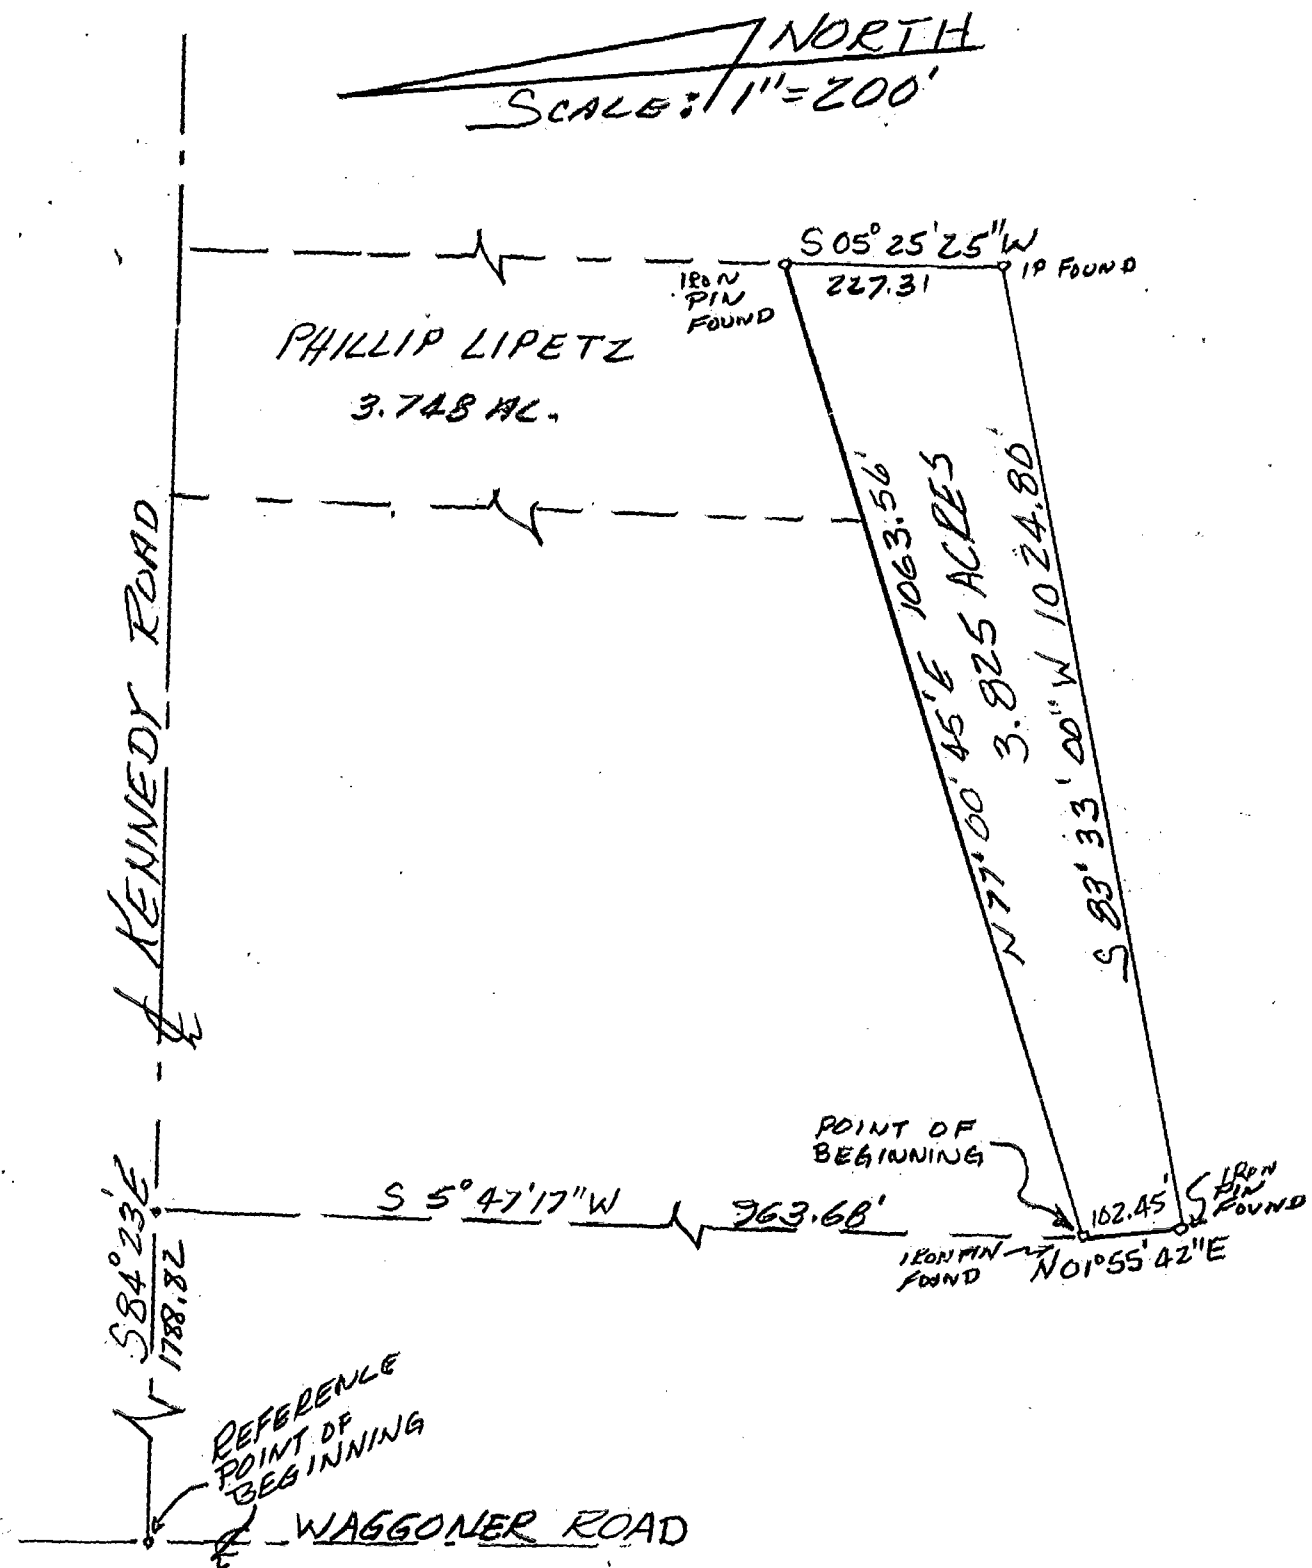 NORTH
SCALE: 1"=200'
S 05° 25' 25" W
227.31
IRON
PIN
FOUND
IP FOUND
PHILLIP LIPETZ
3.748 AC.
N 77° 00' 45" E 1063.56'
3.825 ACRES
S 83° 33' 00" W 1024.80'
KENNEDY ROAD
POINT OF
BEGINNING
S 5° 47' 17" W 963.68'
102.45'
IRON
PIN
FOUND
IRON PIN
FOUND
N 01° 55' 42" E
S 84° 23' E
1788.82
REFERENCE
POINT OF
BEGINNING
WAGGONER ROAD